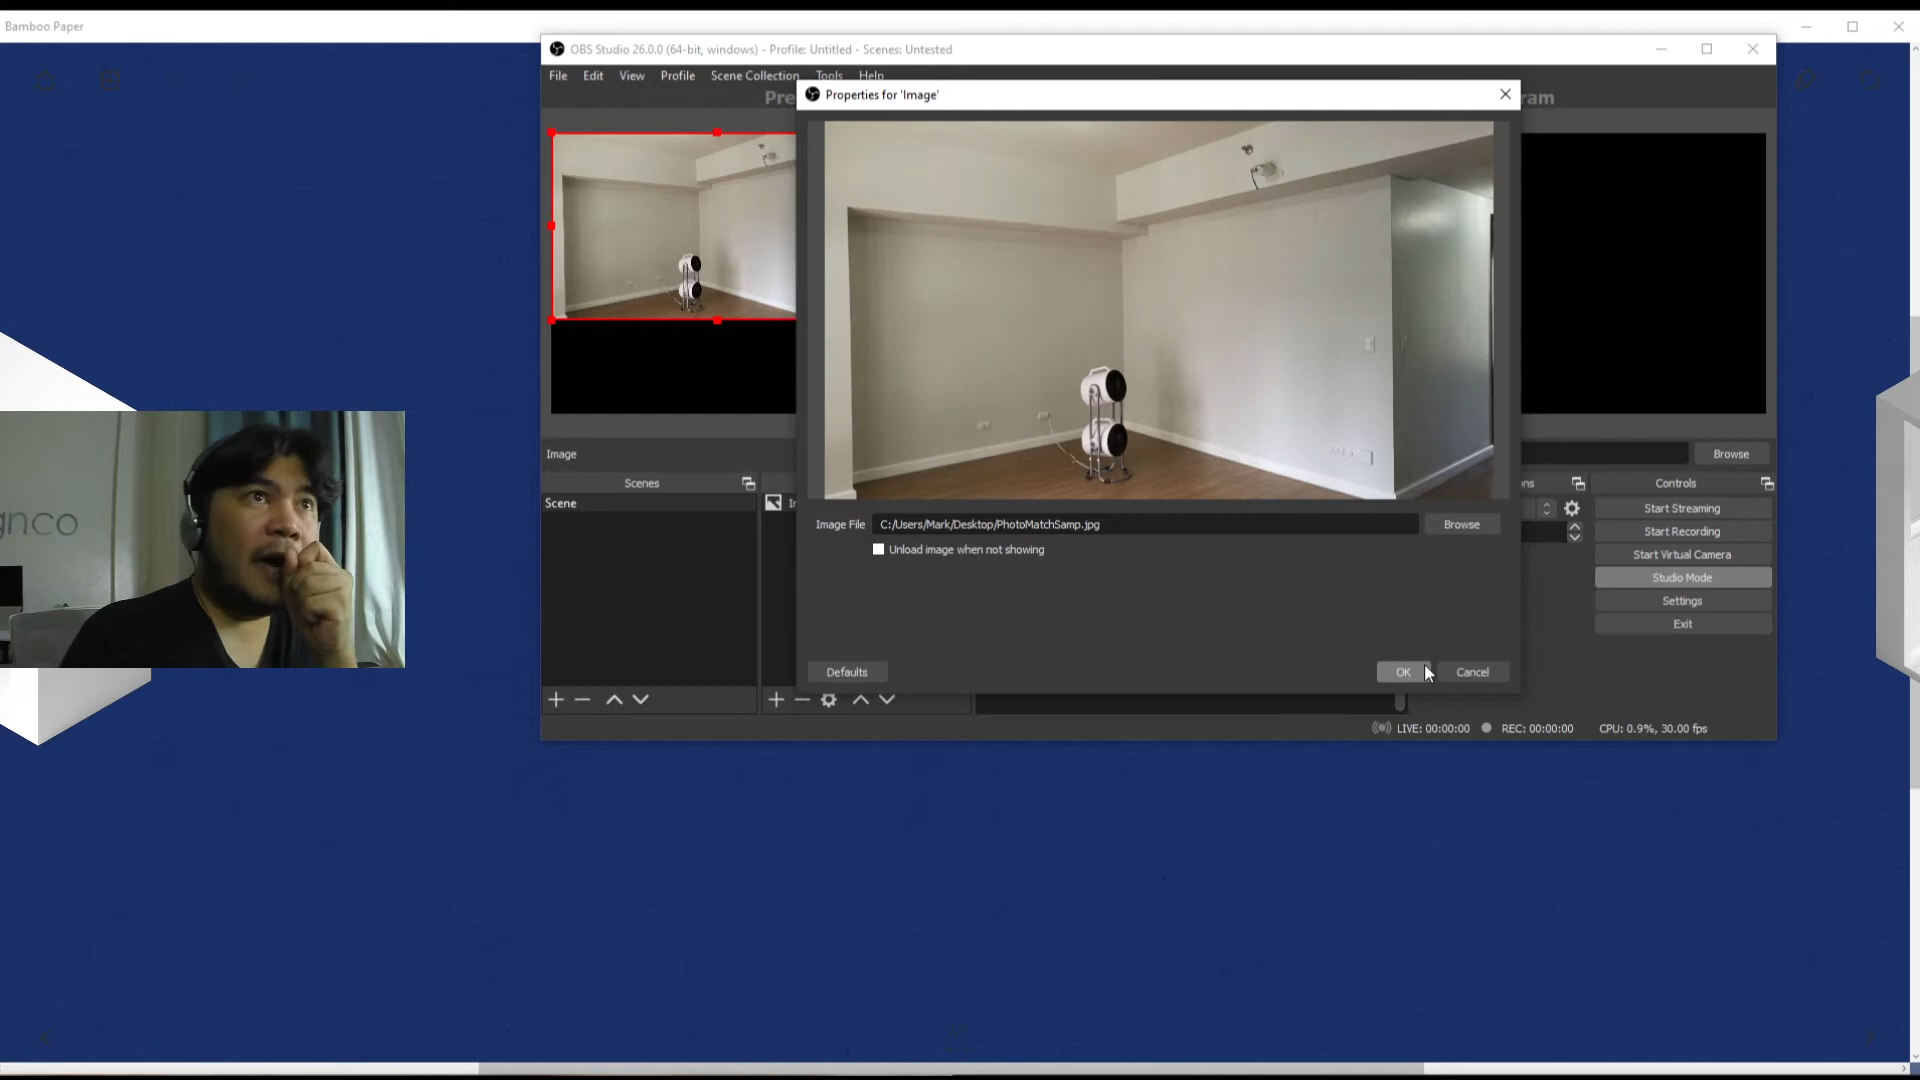 Bamboo Paper
OBS Studio 26.0.0 (64-bit, windows) - Profile: Untitled - Scenes: Untested
File Edit View Profile Scene Collection Tools Help
Properties for 'Image'
Image File C:/Users/Mark/Desktop/PhotoMatchSamp.jpg Browse
Unload image when not showing
Defaults OK Cancel
Image
Browse
Scenes
Scene
Controls
Start Streaming
Start Recording
Start Virtual Camera
Studio Mode
Settings
Exit
LIVE: 00:00:00 REC: 00:00:00 CPU: 0.9%, 30.00 fps